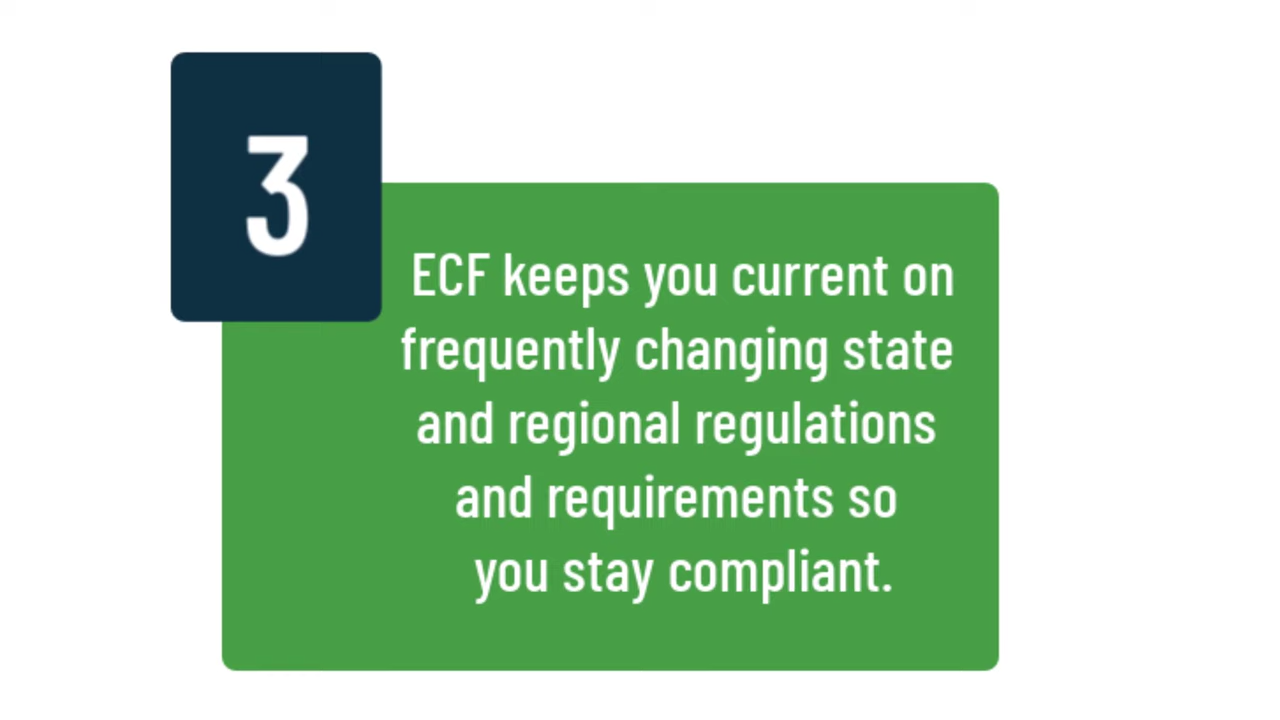 3
ECF keeps you current on
frequently changing state
and regional regulations
and requirements so
you stay compliant.